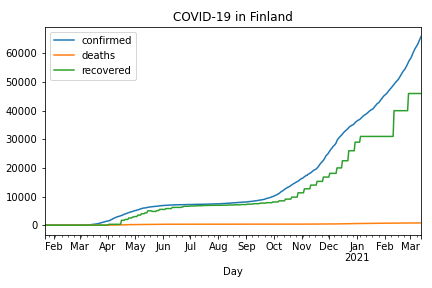 COVID-19 in Finland
confirmed
deaths
recovered
60000
50000
40000
30000
20000
10000
0
Feb Mar Apr May Jun Jul Aug Sep Oct Nov Dec Jan Feb Mar
2021
Day